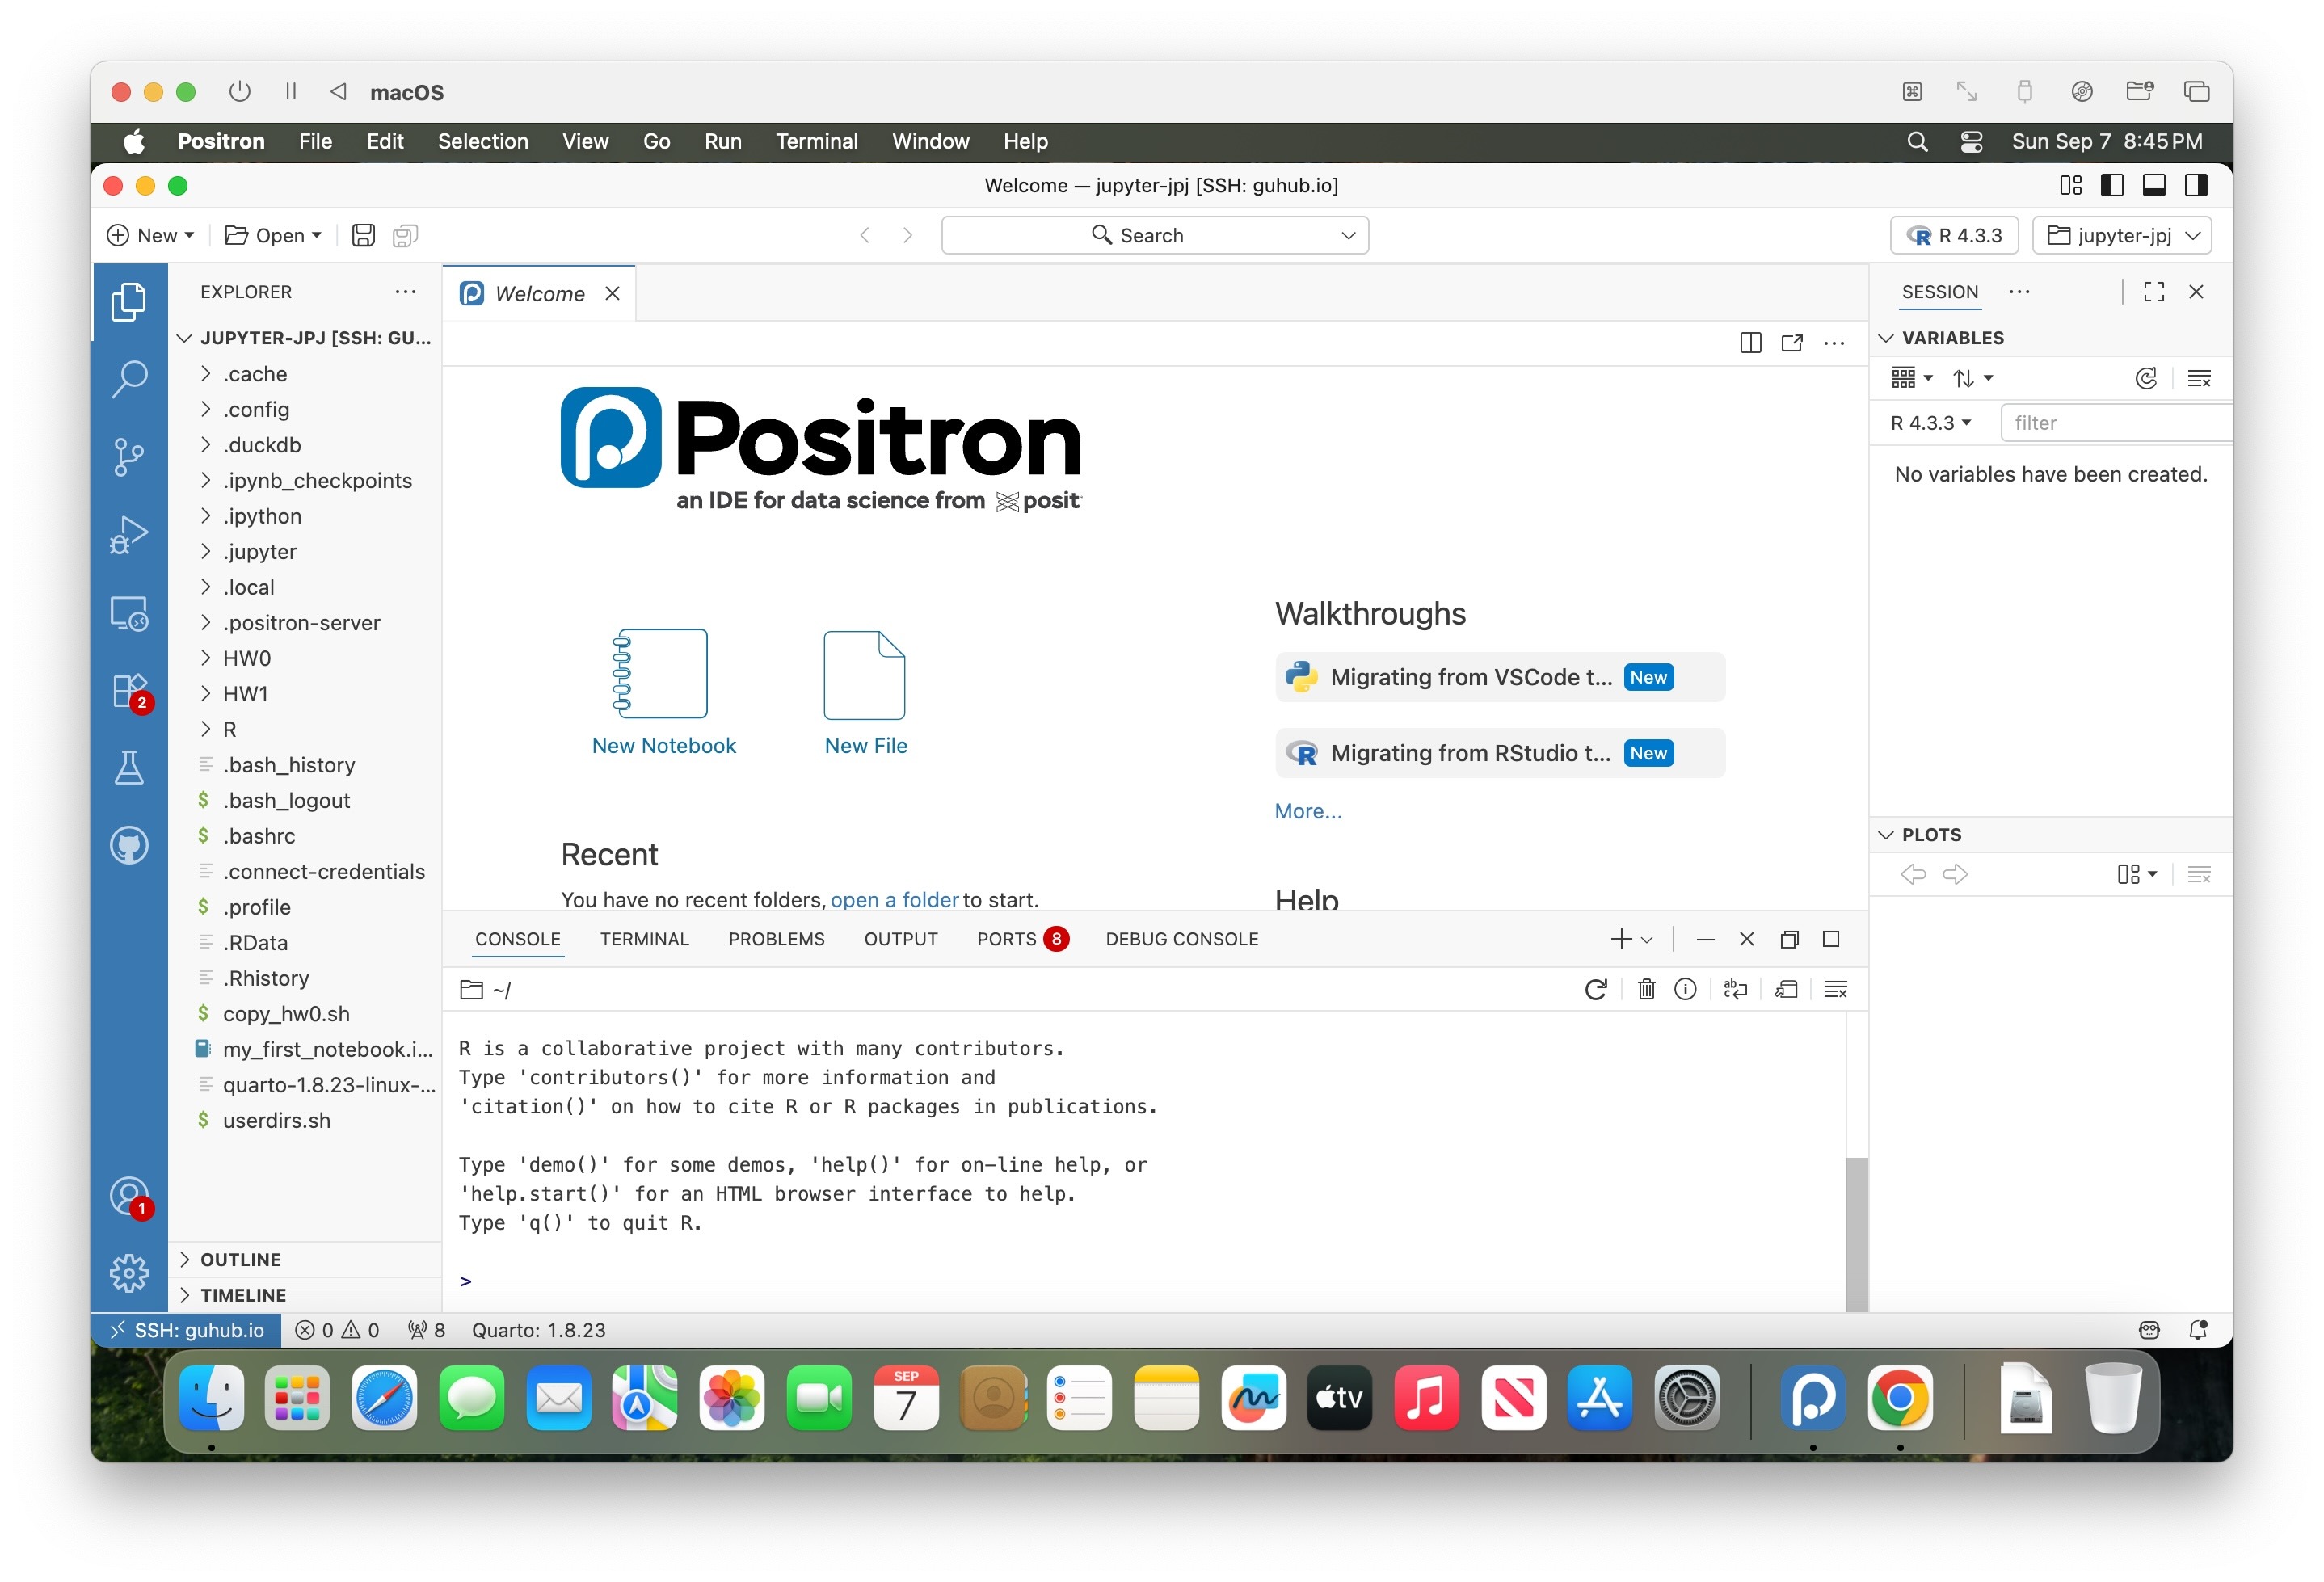 macOS
Positron File Edit Selection View Go Run Terminal Window Help Sun Sep 7 8:45 PM
Welcome — jupyter-jpj [SSH: guhub.io]
New Open Search R 4.3.3 jupyter-jpj
EXPLORER
JUPYTER-JPJ [SSH: GU...
.cache
.config
.duckdb
.ipynb_checkpoints
.ipython
.jupyter
.local
.positron-server
HW0
HW1
R
.bash_history
.bash_logout
.bashrc
.connect-credentials
.profile
.RData
.Rhistory
copy_hw0.sh
my_first_notebook.i...
quarto-1.8.23-linux-...
userdirs.sh
OUTLINE
TIMELINE
2
1
Welcome
Positron
an IDE for data science from posit
New Notebook
New File
Recent
You have no recent folders, open a folder to start.
Walkthroughs
Migrating from VSCode t... New
Migrating from RStudio t... New
More...
Help
CONSOLE TERMINAL PROBLEMS OUTPUT PORTS 8 DEBUG CONSOLE
~/
R is a collaborative project with many contributors.
Type 'contributors()' for more information and
'citation()' on how to cite R or R packages in publications.
Type 'demo()' for some demos, 'help()' for on-line help, or
'help.start()' for an HTML browser interface to help.
Type 'q()' to quit R.
>
SESSION
VARIABLES
R 4.3.3 filter
No variables have been created.
PLOTS
SSH: guhub.io 0 0 8 Quarto: 1.8.23
SEP
7
tv